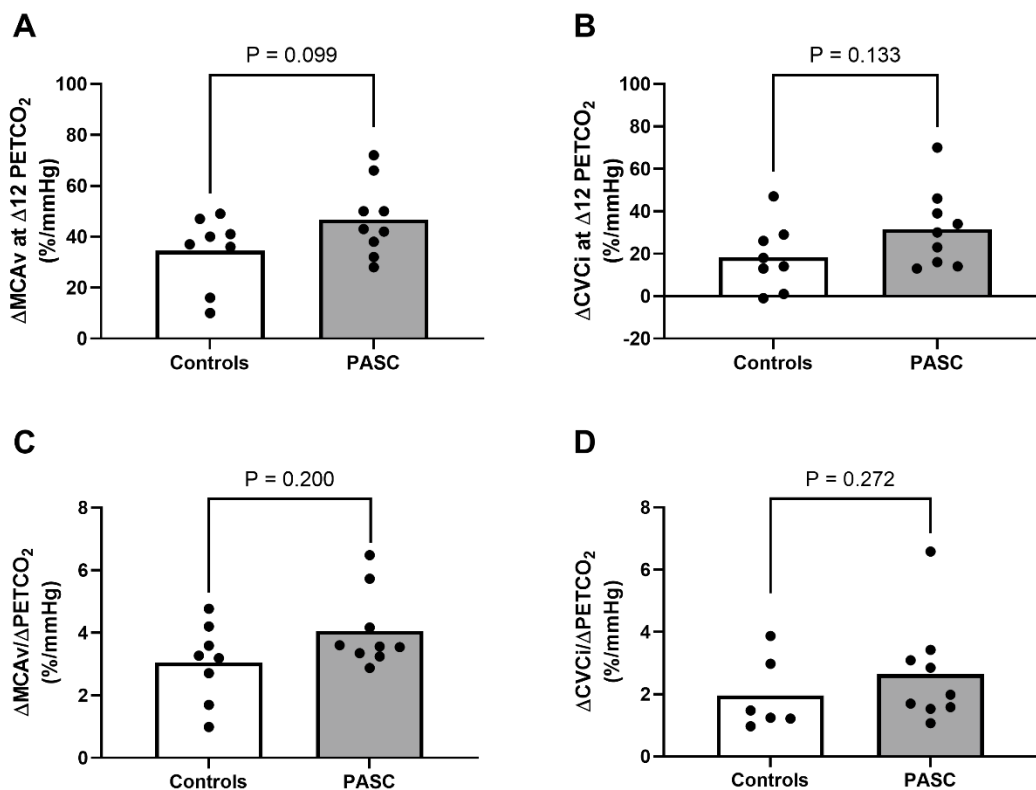 A
P = 0.099
ΔMCAv at Δ12 PETCO₂
(%/mmHg)
100
80
60
40
20
0
Controls
PASC
B
P = 0.133
ΔCVCi at Δ12 PETCO₂
(%/mmHg)
100
80
60
40
20
0
-20
Controls
PASC
C
P = 0.200
ΔMCAv/ΔPETCO₂
(%/mmHg)
8
6
4
2
0
Controls
PASC
D
P = 0.272
ΔCVCi/ΔPETCO₂
(%/mmHg)
8
6
4
2
0
Controls
PASC